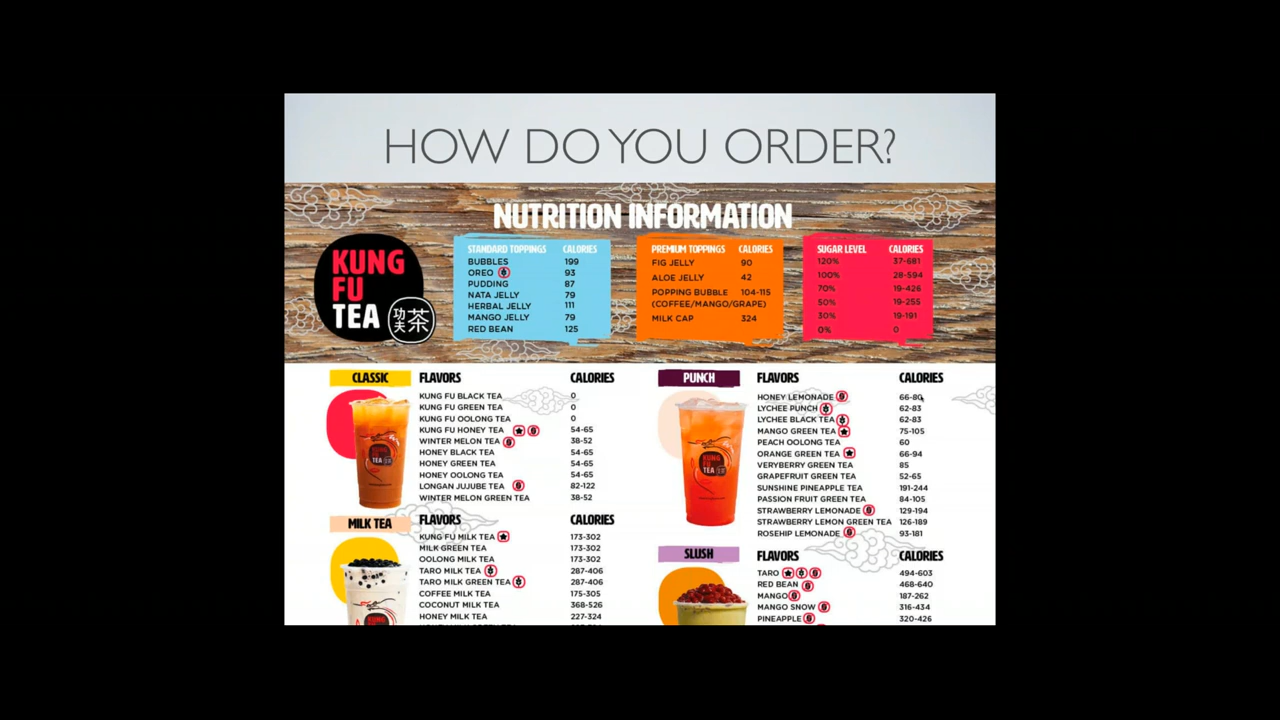 HOW DO YOU ORDER?
NUTRITION INFORMATION
KUNG
FU
TEA
功夫茶
STANDARD TOPPINGS CALORIES
BUBBLES 199
OREO 93
PUDDING 87
NATA JELLY 79
HERBAL JELLY 111
MANGO JELLY 79
RED BEAN 125
PREMIUM TOPPINGS CALORIES
FIG JELLY 90
ALOE JELLY 42
POPPING BUBBLE 104-115
(COFFEE/MANGO/GRAPE)
MILK CAP 324
SUGAR LEVEL CALORIES
120% 37-681
100% 28-594
70% 19-426
50% 19-255
30% 19-191
0% 0
CLASSIC FLAVORS CALORIES
KUNG FU BLACK TEA 0
KUNG FU GREEN TEA 0
KUNG FU OOLONG TEA 0
KUNG FU HONEY TEA 54-65
WINTER MELON TEA 38-52
HONEY BLACK TEA 54-65
HONEY GREEN TEA 54-65
HONEY OOLONG TEA 54-65
LONGAN JUJUBE TEA 82-122
WINTER MELON GREEN TEA 38-52
MILK TEA FLAVORS CALORIES
KUNG FU MILK TEA 173-302
MILK GREEN TEA 173-302
OOLONG MILK TEA 173-302
TARO MILK TEA 287-406
TARO MILK GREEN TEA 287-406
COFFEE MILK TEA 175-305
COCONUT MILK TEA 368-526
HONEY MILK TEA 227-324
PUNCH FLAVORS CALORIES
HONEY LEMONADE 66-80
LYCHEE PUNCH 62-83
LYCHEE BLACK TEA 62-83
MANGO GREEN TEA 75-105
PEACH OOLONG TEA 60
ORANGE GREEN TEA 66-94
VERYBERRY GREEN TEA 85
GRAPEFRUIT GREEN TEA 52-65
SUNSHINE PINEAPPLE TEA 191-244
PASSION FRUIT GREEN TEA 84-105
STRAWBERRY LEMONADE 129-194
STRAWBERRY LEMON GREEN TEA 126-189
ROSEHIP LEMONADE 93-181
SLUSH FLAVORS CALORIES
TARO 494-603
RED BEAN 468-640
MANGO 187-262
MANGO SNOW 316-434
PINEAPPLE 320-426